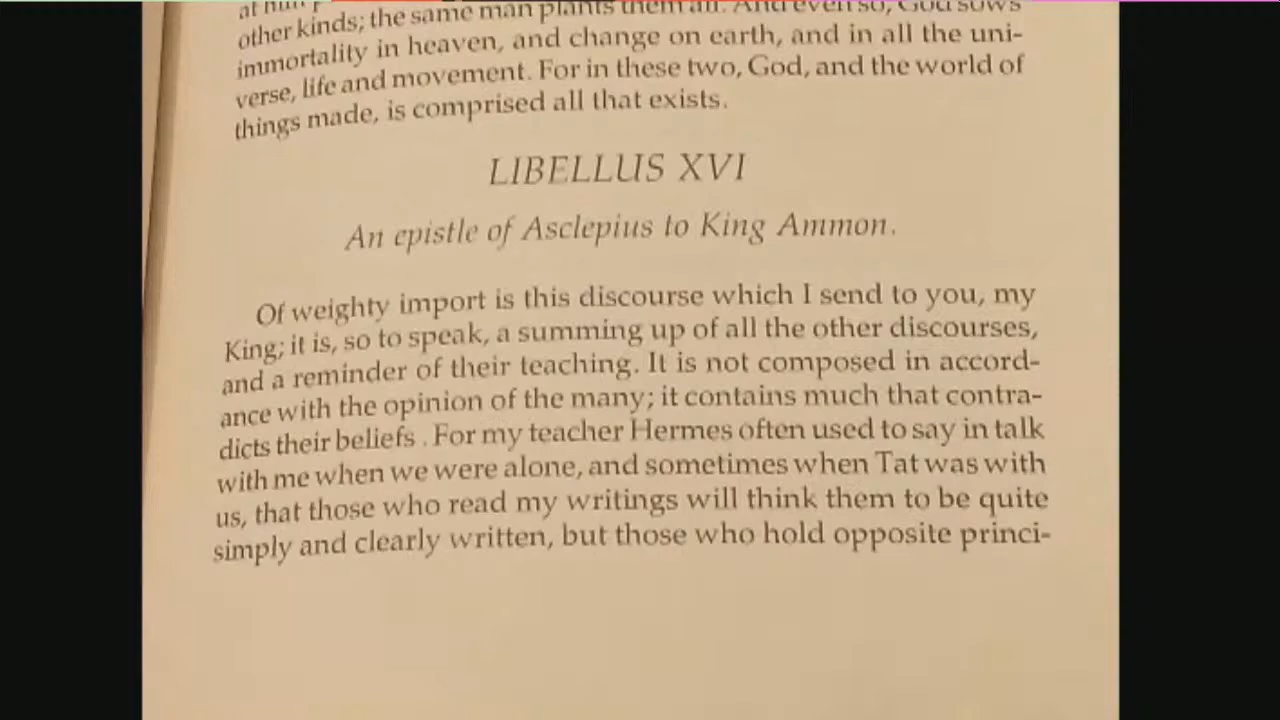 other kinds; the same man plants them all. And even so, God sows
immortality in heaven, and change on earth, and in all the uni-
verse, life and movement. For in these two, God, and the world of
things made, is comprised all that exists.
LIBELLUS XVI
An epistle of Asclepius to King Ammon.
Of weighty import is this discourse which I send to you, my
King; it is, so to speak, a summing up of all the other discourses,
and a reminder of their teaching. It is not composed in accord-
ance with the opinion of the many; it contains much that contra-
dicts their beliefs . For my teacher Hermes often used to say in talk
with me when we were alone, and sometimes when Tat was with
us, that those who read my writings will think them to be quite
simply and clearly written, but those who hold opposite princi-